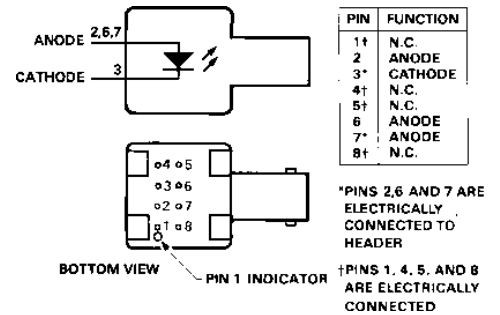 ANODE 2,6,7
CATHODE 3
PIN FUNCTION
1† N.C.
2 ANODE
3* CATHODE
4† N.C.
5† N.C.
6 ANODE
7* ANODE
8† N.C.
4 5
3 6
2 7
1 8
BOTTOM VIEW
PIN 1 INDICATOR
*PINS 2,6 AND 7 ARE
ELECTRICALLY
CONNECTED TO
HEADER
†PINS 1, 4, 5, AND 8
ARE ELECTRICALLY
CONNECTED